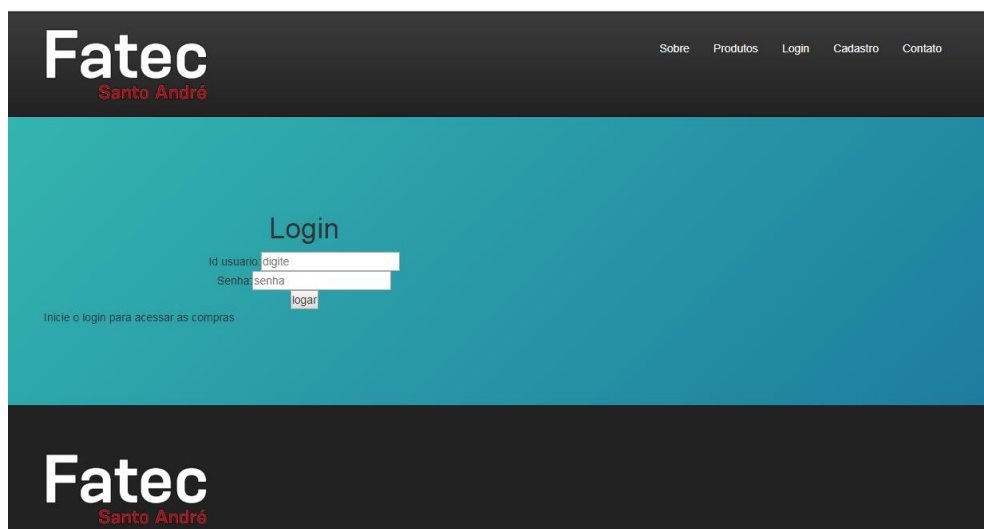 Fatec
Santo André
Sobre Produtos Login Cadastro Contato
Login
Id usuario: digite
Senha: senha
logar
Inicie o login para acessar as compras
Fatec
Santo André